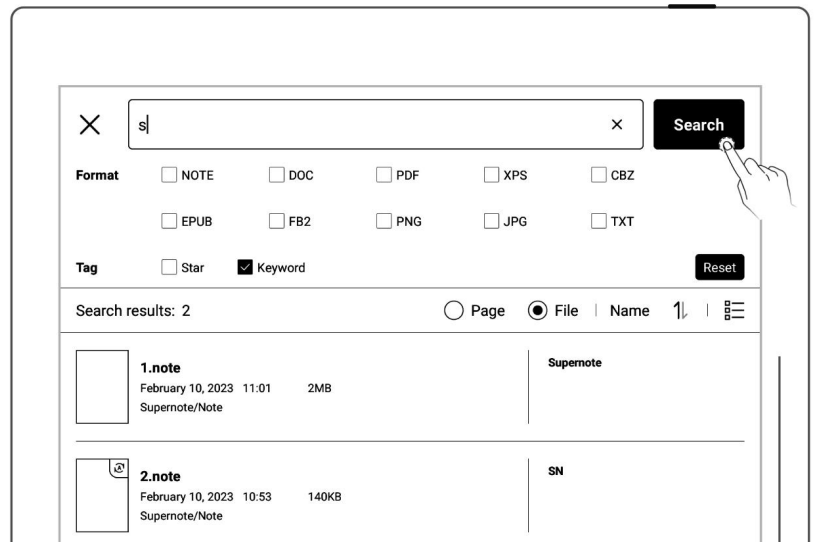 s
Search
Format NOTE DOC PDF XPS CBZ
EPUB FB2 PNG JPG TXT
Tag Star Keyword Reset
Search results: 2 Page File Name
1.note Supernote
February 10, 2023 11:01 2MB
Supernote/Note
2.note SN
February 10, 2023 10:53 140KB
Supernote/Note